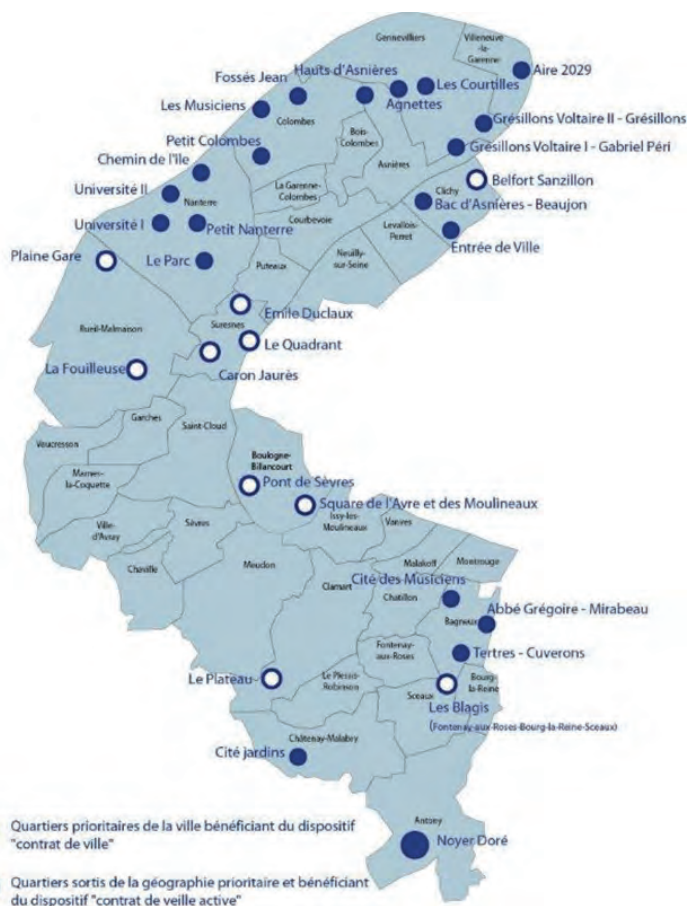 Gennevilliers
Villeneuve-
la-
Garenne
Aire 2029
Hauts d'Asnières
Fossés Jean
Les Courtilles
Agnettes
Les Musiciens
Colombes
Grésillons Voltaire II - Grésillons
Bois-
Colombes
Petit Colombes
Grésillons Voltaire I - Gabriel Péri
Chemin de l'île
Asnières
Belfort Sanzillon
La Garenne-
Colombes
Clichy
Université II
Nanterre
Bac d'Asnières - Beaujon
Université I
Petit Nanterre
Courbevoie
Levallois-
Perret
Entrée de Ville
Neuilly-
sur-Seine
Plaine Gare
Le Parc
Puteaux
Emile Duclaux
Suresnes
Rueil-Malmaison
Le Quadrant
La Fouilleuse
Caron Jaurès
Garches
Saint-Cloud
Vaucresson
Boulogne-
Billancourt
Marnes-
la-Coquette
Pont de Sèvres
Square de l'Avre et des Moulineaux
Ville-
d'Avray
Sèvres
Issy-les-
Moulineaux
Vanves
Chaville
Meudon
Malakoff
Montrouge
Clamart
Cité des Musiciens
Chatillon
Abbé Grégoire - Mirabeau
Bagneux
Fontenay-
aux-Roses
Tertres - Cuverons
Le Plateau
Le Plessis-
Robinson
Sceaux
Bourg-
la-Reine
Les Blagis
(Fontenay-aux-Roses-Bourg-la-Reine-Sceaux)
Châtenay-Malabry
Cité jardins
Antony
Noyer Doré
Quartiers prioritaires de la ville bénéficiant du dispositif
"contrat de ville"
Quartiers sortis de la géographie prioritaire et bénéficiant
du dispositif "contrat de veille active"